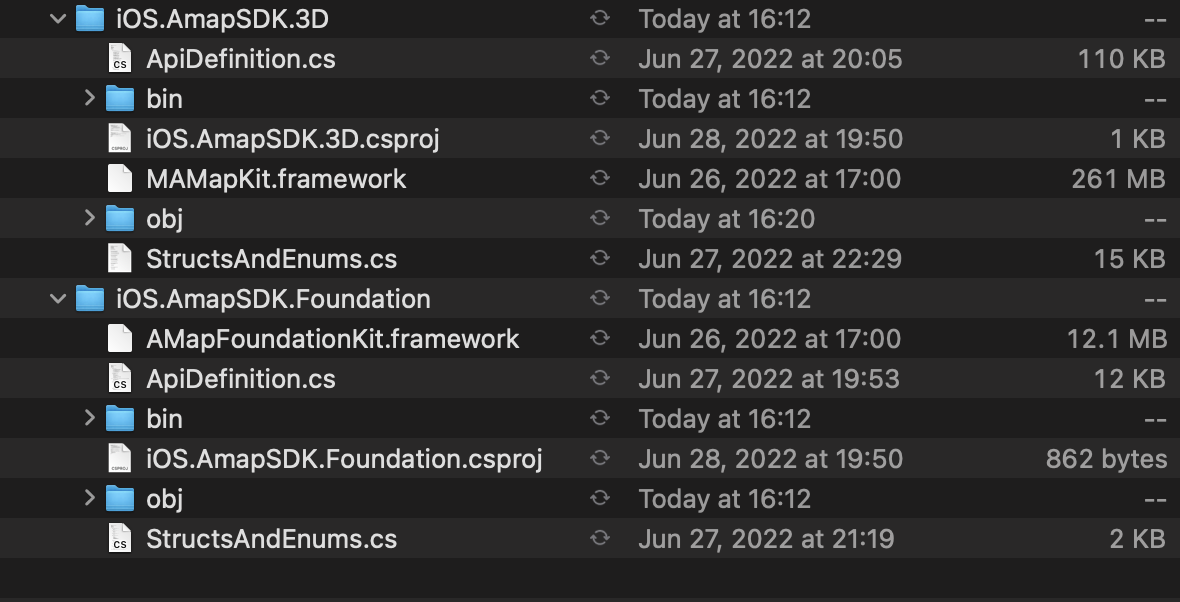 iOS.AmapSDK.3D Today at 16:12 --
ApiDefinition.cs Jun 27, 2022 at 20:05 110 KB
bin Today at 16:12 --
iOS.AmapSDK.3D.csproj Jun 28, 2022 at 19:50 1 KB
MAMapKit.framework Jun 26, 2022 at 17:00 261 MB
obj Today at 16:20 --
StructsAndEnums.cs Jun 27, 2022 at 22:29 15 KB
iOS.AmapSDK.Foundation Today at 16:12 --
AMapFoundationKit.framework Jun 26, 2022 at 17:00 12.1 MB
ApiDefinition.cs Jun 27, 2022 at 19:53 12 KB
bin Today at 16:12 --
iOS.AmapSDK.Foundation.csproj Jun 28, 2022 at 19:50 862 bytes
obj Today at 16:12 --
StructsAndEnums.cs Jun 27, 2022 at 21:19 2 KB